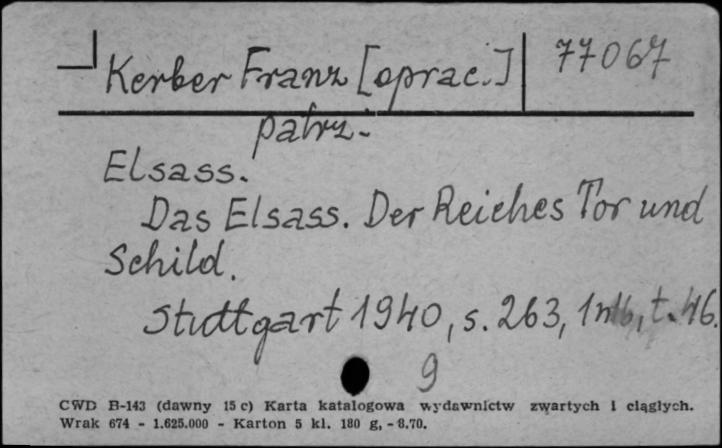 Kerber Franz [oprac.] 77067
patrz:
Elsass.
Das Elsass. Der Reiches Tor und
Schild.
Stuttgart 1940, s. 263, t. 46.
9
CWD B-143 (dawny 15 c) Karta katalogowa wydawnictw zwartych i ciągłych.
Wrak 674 - 1.625.000 - Karton 5 kl. 180 g, - 8.70.